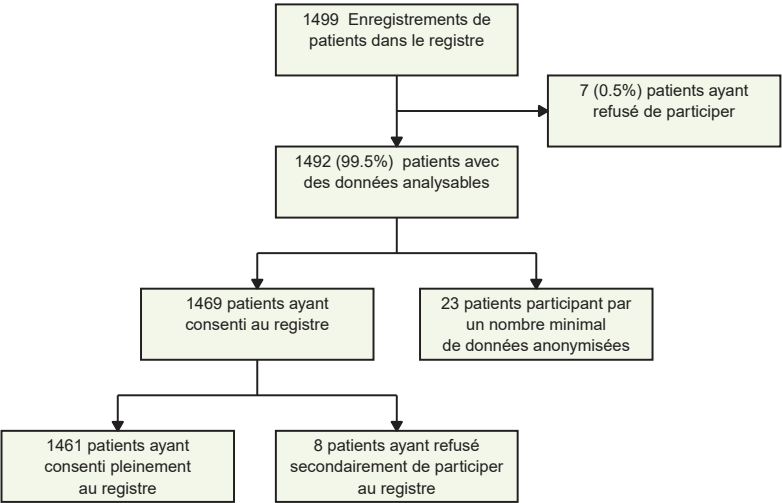 1499 Enregistrements de
patients dans le registre
7 (0.5%) patients ayant
refusé de participer
1492 (99.5%) patients avec
des données analysables
1469 patients ayant
consenti au registre
23 patients participant par
un nombre minimal
de données anonymisées
1461 patients ayant
consenti pleinement
au registre
8 patients ayant refusé
secondairement de participer
au registre